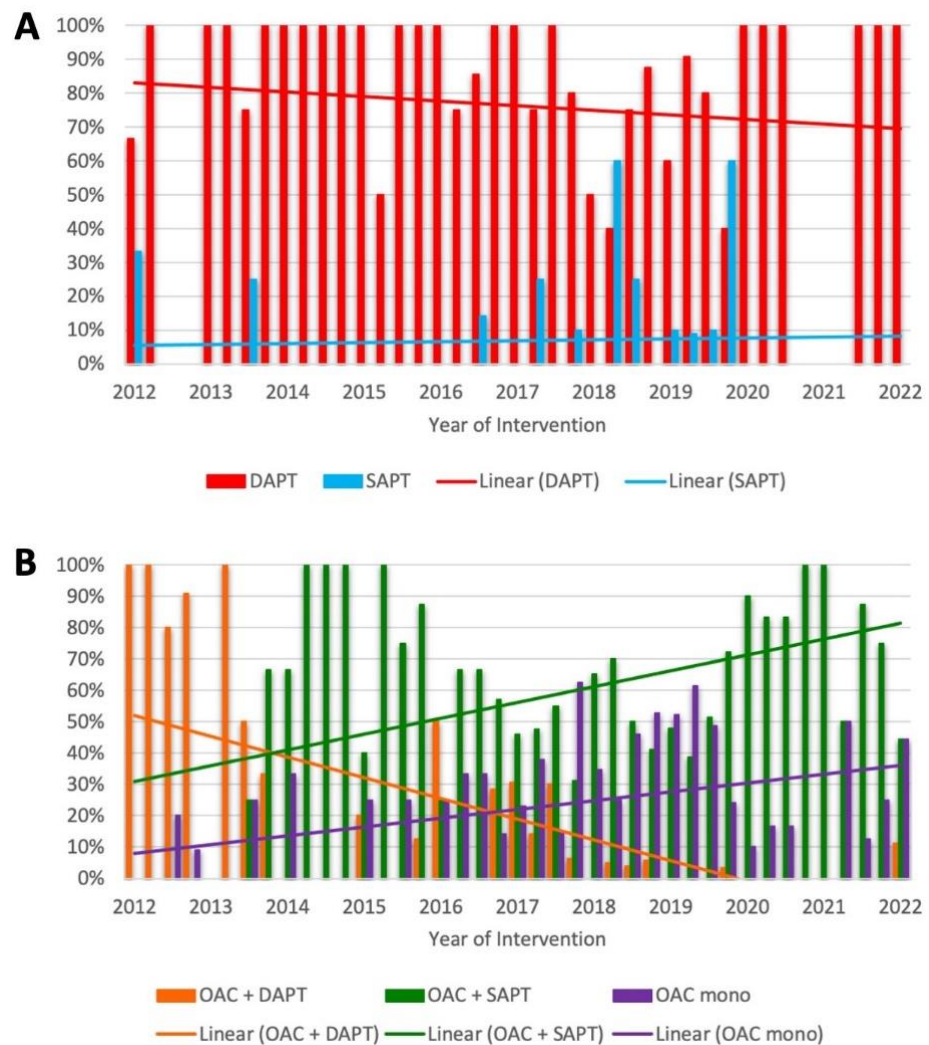 A
100%
90%
80%
70%
60%
50%
40%
30%
20%
10%
0%
2012 2013 2014 2015 2016 2017 2018 2019 2020 2021 2022
Year of Intervention
DAPT SAPT Linear (DAPT) Linear (SAPT)
B
100%
90%
80%
70%
60%
50%
40%
30%
20%
10%
0%
2012 2013 2014 2015 2016 2017 2018 2019 2020 2021 2022
Year of Intervention
OAC + DAPT OAC + SAPT OAC mono
Linear (OAC + DAPT) Linear (OAC + SAPT) Linear (OAC mono)